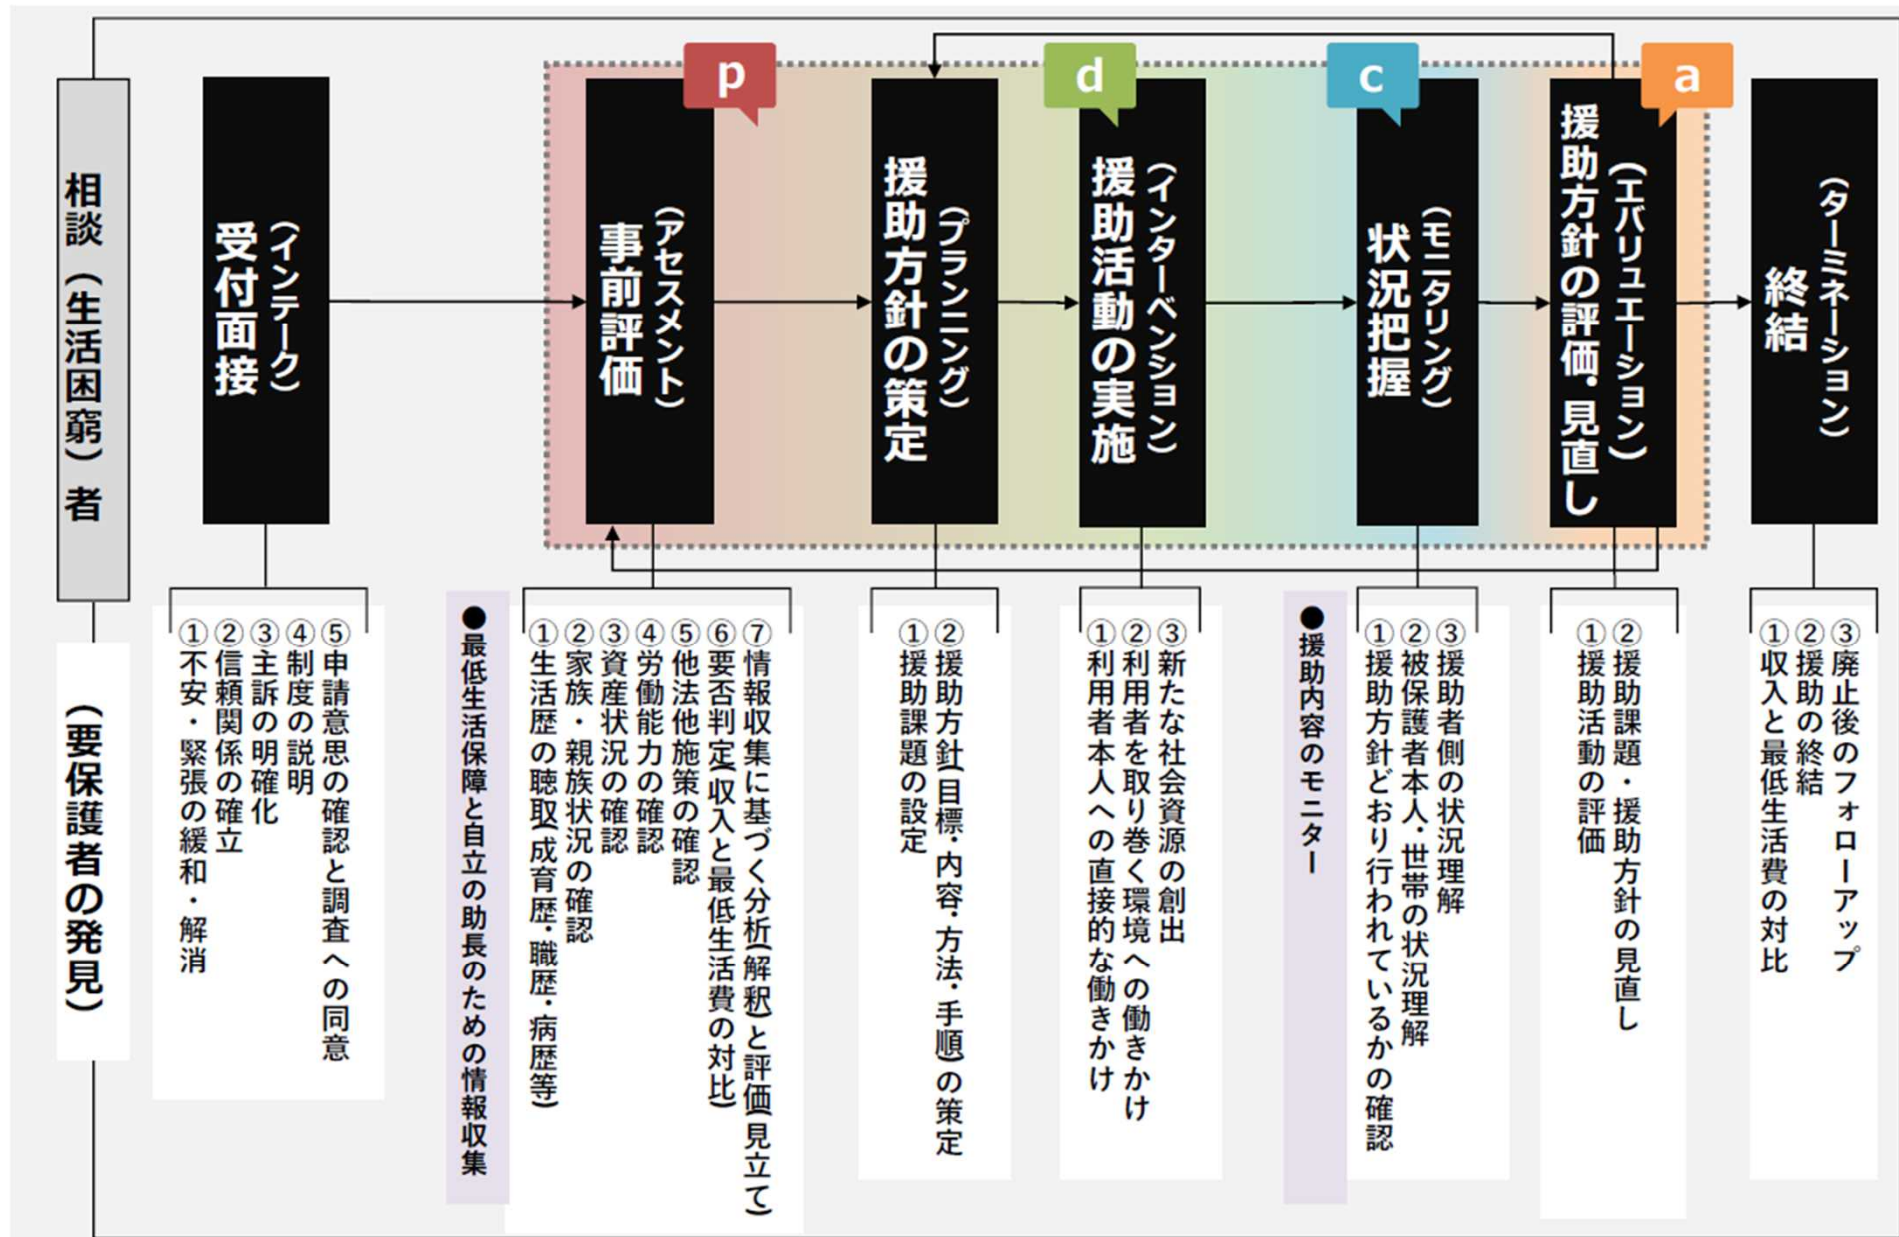 p
d
c
a
相談（生活困窮）者
（要保護者の発見）
受付面接
（インテーク）
事前評価
（アセスメント）
援助方針の策定
（プランニング）
援助活動の実施
（インターベンション）
状況把握
（モニタリング）
援助方針の評価・見直し
（エバリュエーション）
終結
（ターミネーション）
①不安・緊張の緩和・解消
②信頼関係の確立
③主訴の明確化
④制度の説明
⑤申請意思の確認と調査への同意
●最低生活保障と自立の助長のための情報収集
①生活歴の聴取(成育歴・職歴・病歴等)
②家族・親族状況の確認
③資産状況の確認
④労働能力の確認
⑤他法他施策の確認
⑥要否判定(収入と最低生活費の対比)
⑦情報収集に基づく分析(解釈)と評価(見立て)
①援助課題の設定
②援助方針(目標・内容・方法・手順)の策定
①利用者本人への直接的な働きかけ
②利用者を取り巻く環境への働きかけ
③新たな社会資源の創出
●援助内容のモニター
①援助方針どおり行われているかの確認
②被保護者本人・世帯の状況理解
③援助者側の状況理解
①援助活動の評価
②援助課題・援助方針の見直し
①収入と最低生活費の対比
②援助の終結
③廃止後のフォローアップ